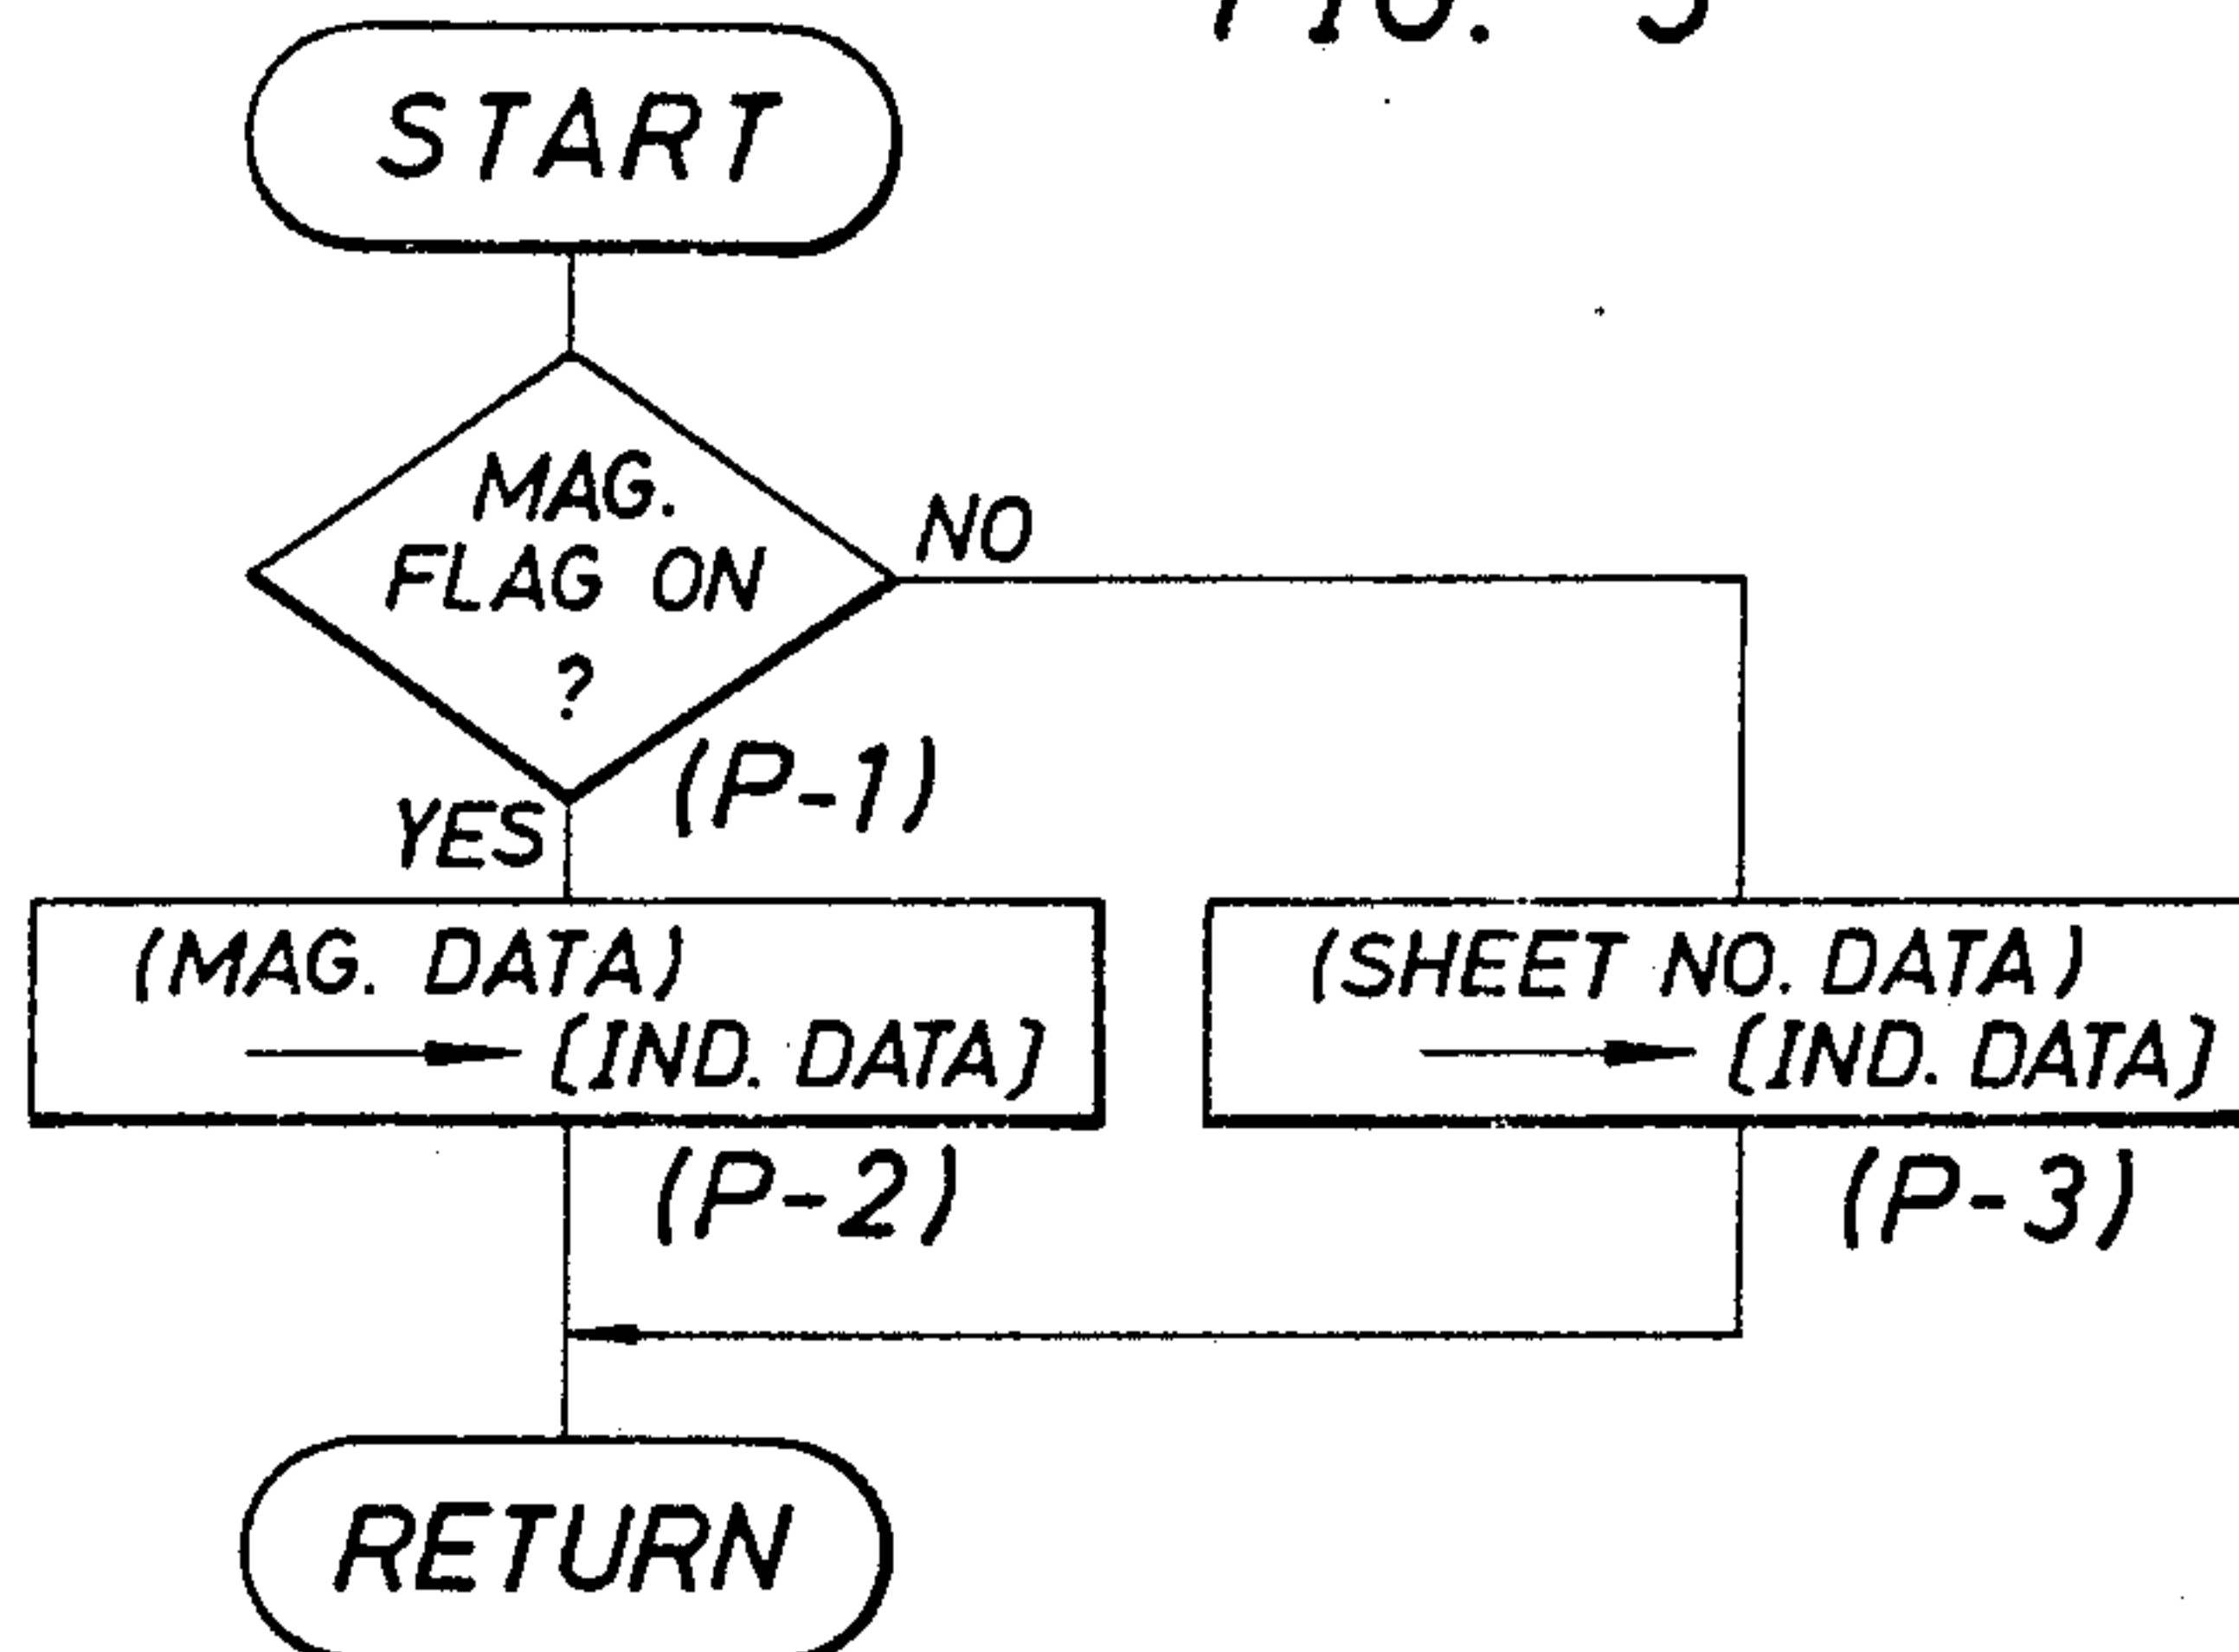 START
MAG.
FLAG ON
?
NO
(P-1)
YES
(MAG. DATA)
(IND. DATA)
(P-2)
(SHEET NO. DATA)
(IND. DATA)
(P-3)
RETURN